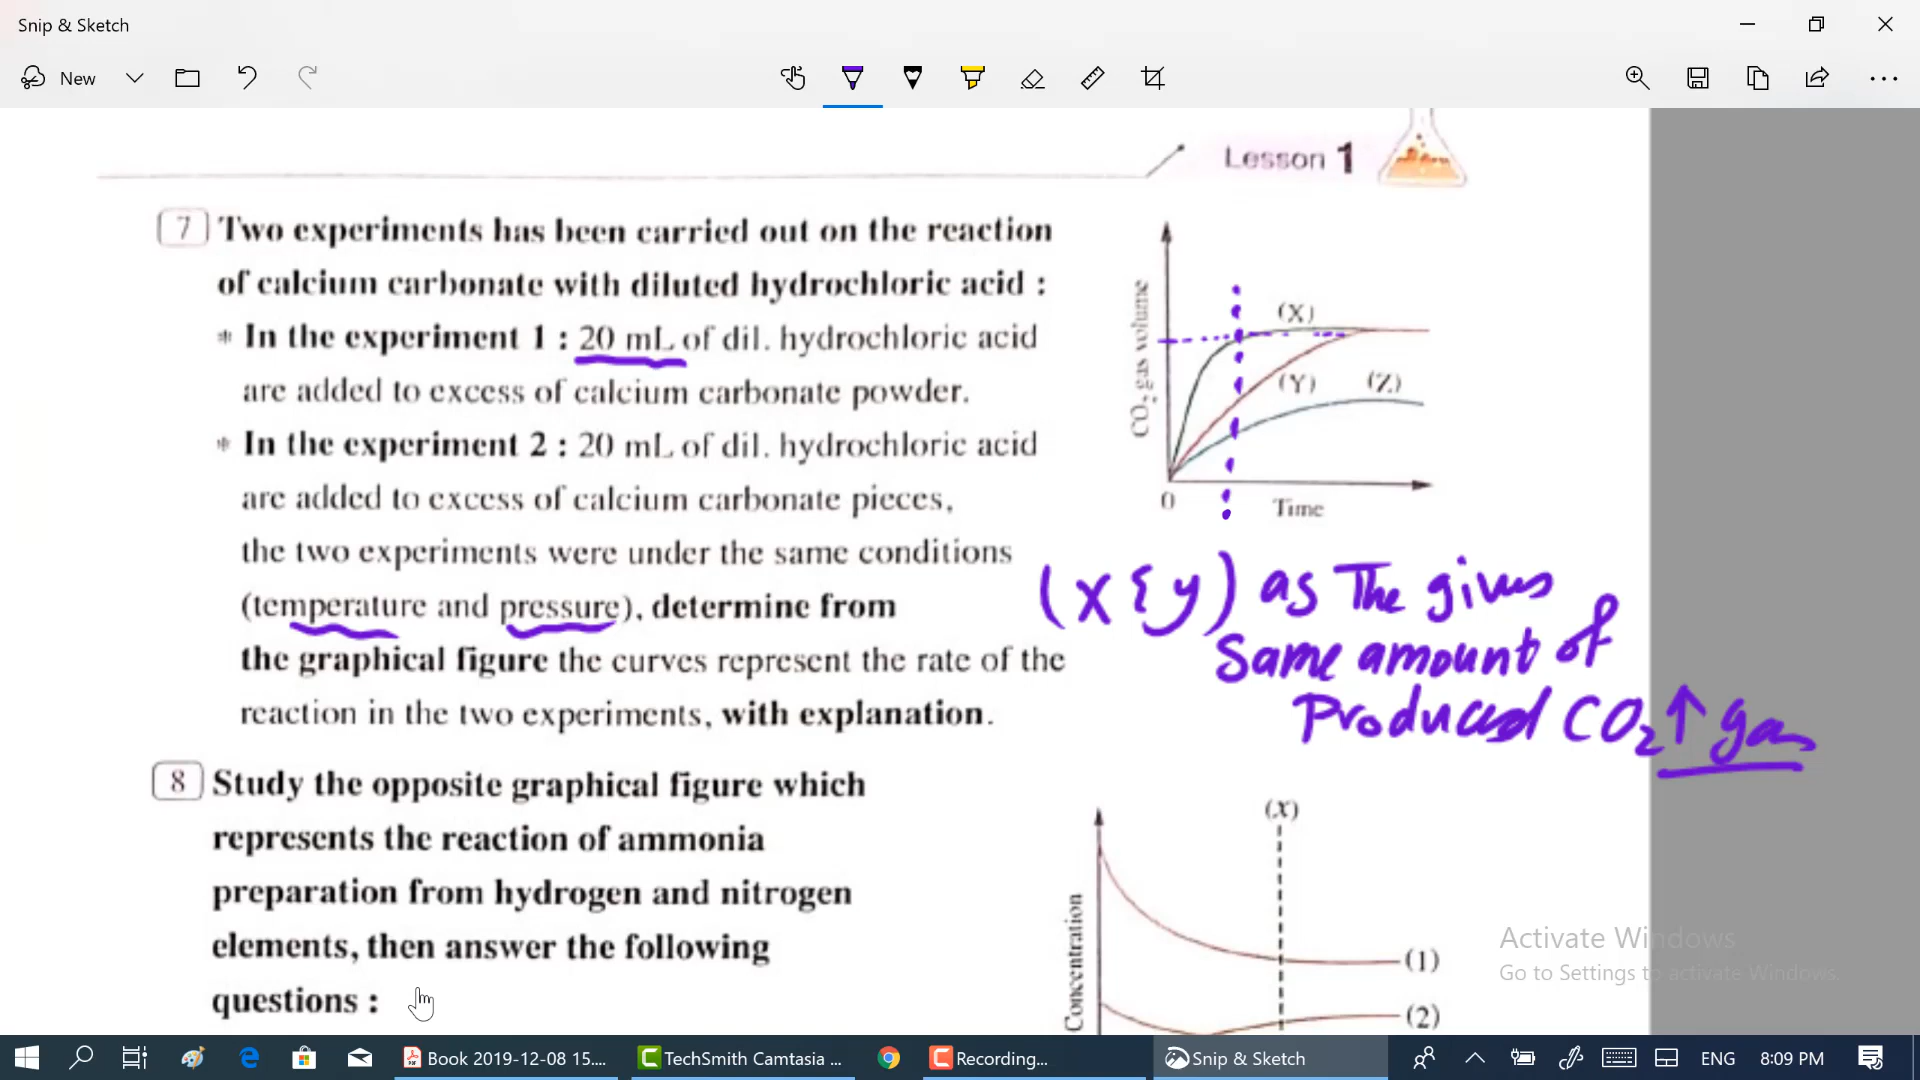 Snip & Sketch
New
Lesson 1
7 Two experiments has been carried out on the reaction
of calcium carbonate with diluted hydrochloric acid :
* In the experiment 1 : 20 mL of dil. hydrochloric acid
are added to excess of calcium carbonate powder.
* In the experiment 2 : 20 mL of dil. hydrochloric acid
are added to excess of calcium carbonate pieces,
the two experiments were under the same conditions
(temperature and pressure), determine from
the graphical figure the curves represent the rate of the
reaction in the two experiments, with explanation.
CO2 gas volume
(X)
(Y)
(Z)
0
Time
(x & y) as The gives
Same amount of
Produced CO2↑ gas
8 Study the opposite graphical figure which
represents the reaction of ammonia
preparation from hydrogen and nitrogen
elements, then answer the following
questions :
Concentration
(X)
(1)
(2)
Activate Windows
Go to Settings to activate Windows.
Book 2019-12-08 15....
TechSmith Camtasia ...
Recording...
Snip & Sketch
ENG
8:09 PM